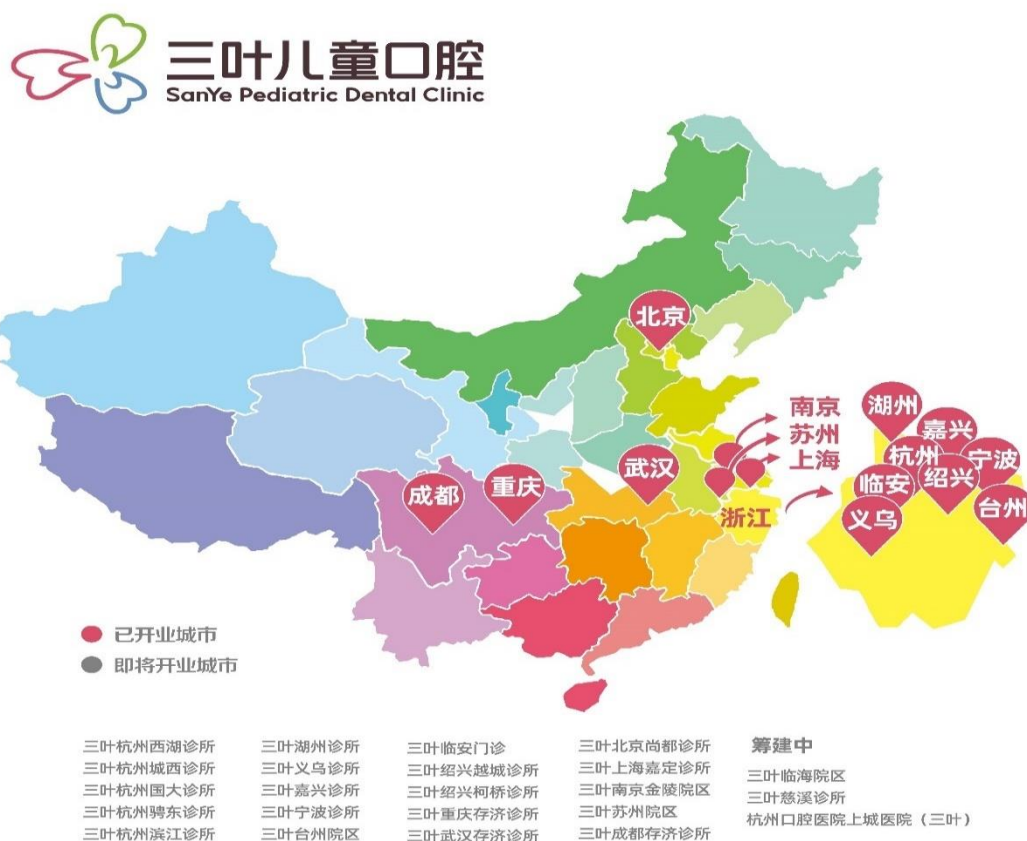 三叶儿童口腔
SanYe Pediatric Dental Clinic
北京
南京
苏州
上海
湖州
嘉兴
杭州
宁波
临安
绍兴
义乌
台州
浙江
武汉
重庆
成都
已开业城市
即将开业城市
三叶杭州西湖诊所
三叶杭州城西诊所
三叶杭州国大诊所
三叶杭州骋东诊所
三叶杭州滨江诊所
三叶湖州诊所
三叶义乌诊所
三叶嘉兴诊所
三叶宁波诊所
三叶台州院区
三叶临安门诊
三叶绍兴越城诊所
三叶绍兴柯桥诊所
三叶重庆存济诊所
三叶武汉存济诊所
三叶北京尚都诊所
三叶上海嘉定诊所
三叶南京金陵院区
三叶苏州院区
三叶成都存济诊所
筹建中
三叶临海院区
三叶慈溪诊所
杭州口腔医院上城医院（三叶）